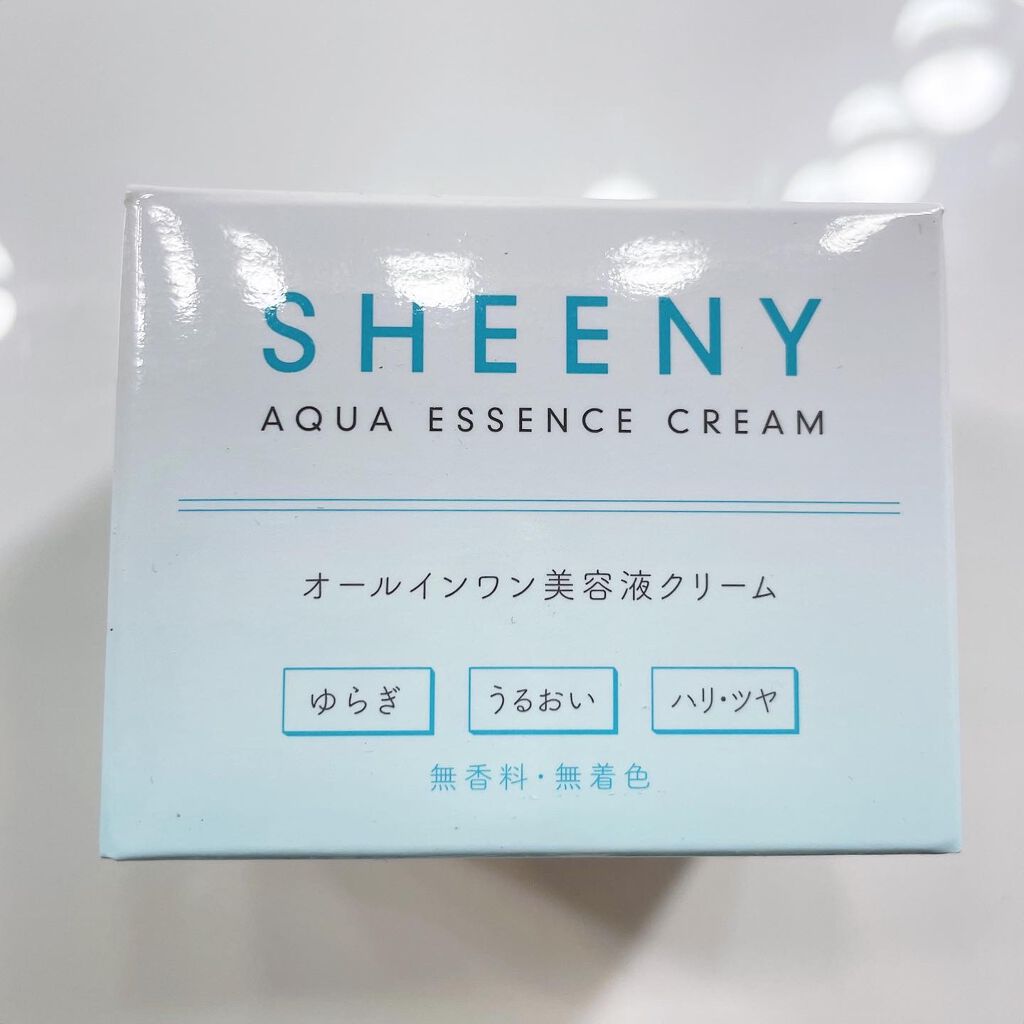 SHEENY
AQUA ESSENCE CREAM
オールインワン美容液クリーム
ゆらぎ うるおい ハリ・ツヤ
無香料・無着色